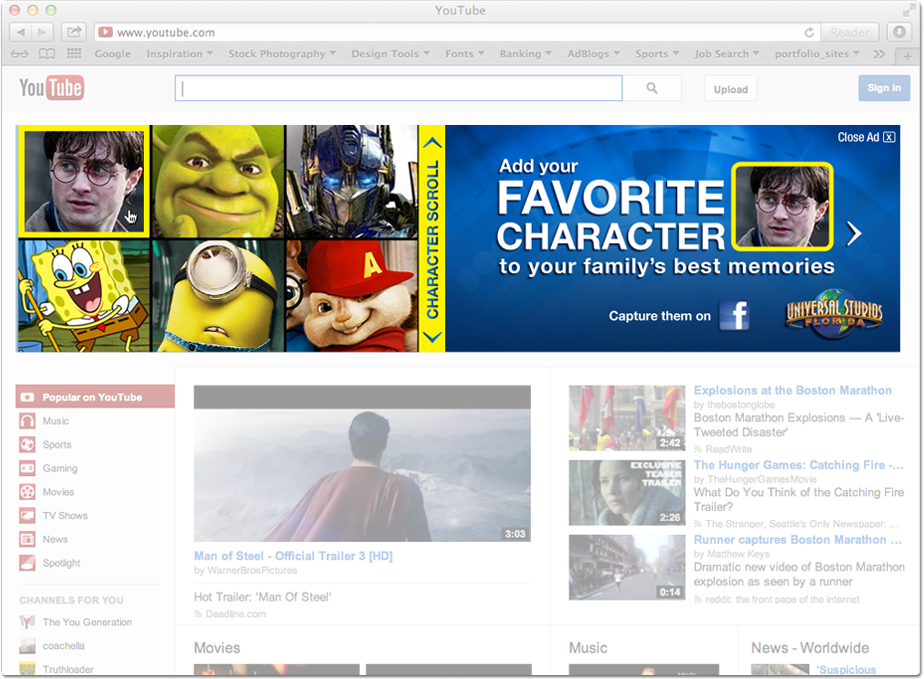 YouTube
www.youtube.com
Reader
Google
Inspiration
Stock Photography
Design Tools
Fonts
Banking
AdBlogs
Sports
Job Search
portfolio_sites
YouTube
Upload
Sign In
CHARACTER SCROLL
Close Ad X
Add your
FAVORITE
CHARACTER
to your family's best memories
Capture them on
f
UNIVERSAL STUDIOS
FLORIDA
A
Popular on YouTube
Music
Sports
Gaming
Movies
TV Shows
News
Spotlight
CHANNELS FOR YOU
The You Generation
coachella
Truthloader
3:03
Man of Steel - Official Trailer 3 [HD]
by WarnerBrosPictures
Hot Trailer: 'Man Of Steel'
Deadline.com
2:42
Explosions at the Boston Marathon
by thebostonglobe
Boston Marathon Explosions — A 'Live-
Tweeted Disaster'
ReadWrite
EXCLUSIVE
TEASER
TRAILER
2:26
The Hunger Games: Catching Fire -...
by TheHungerGamesMovie
What Do You Think of the Catching Fire
Trailer?
The Stranger, Seattle's Only Newspaper: ...
0:14
Runner captures Boston Marathon ...
by Matthew Keys
Dramatic new video of Boston Marathon
explosion as seen by a runner
reddit: the front page of the internet
Movies
Music
News - Worldwide
'Suspicious